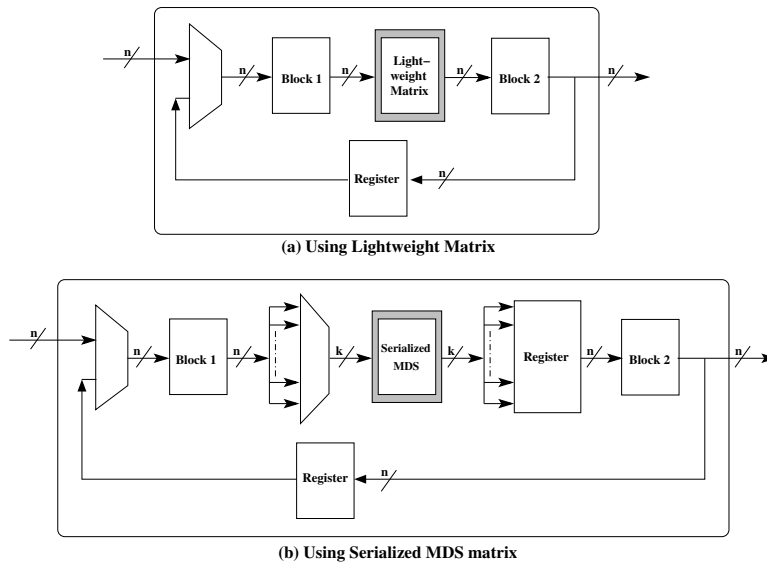 n n n n n
Block 1
Light-
weight
Matrix
Block 2
Register
n
(a) Using Lightweight Matrix
n n n k k n n
Block 1
Serialized
MDS
Register
Block 2
Register
n
(b) Using Serialized MDS matrix